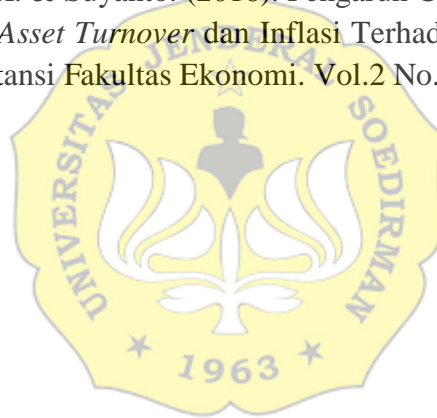 & Suyanto. (2016). Pengaruh
Asset Turnover dan Inflasi Terhad
tansi Fakultas Ekonomi. Vol.2 No.
UNIVERSITAS JENDERAL SOEDIRMAN
1963